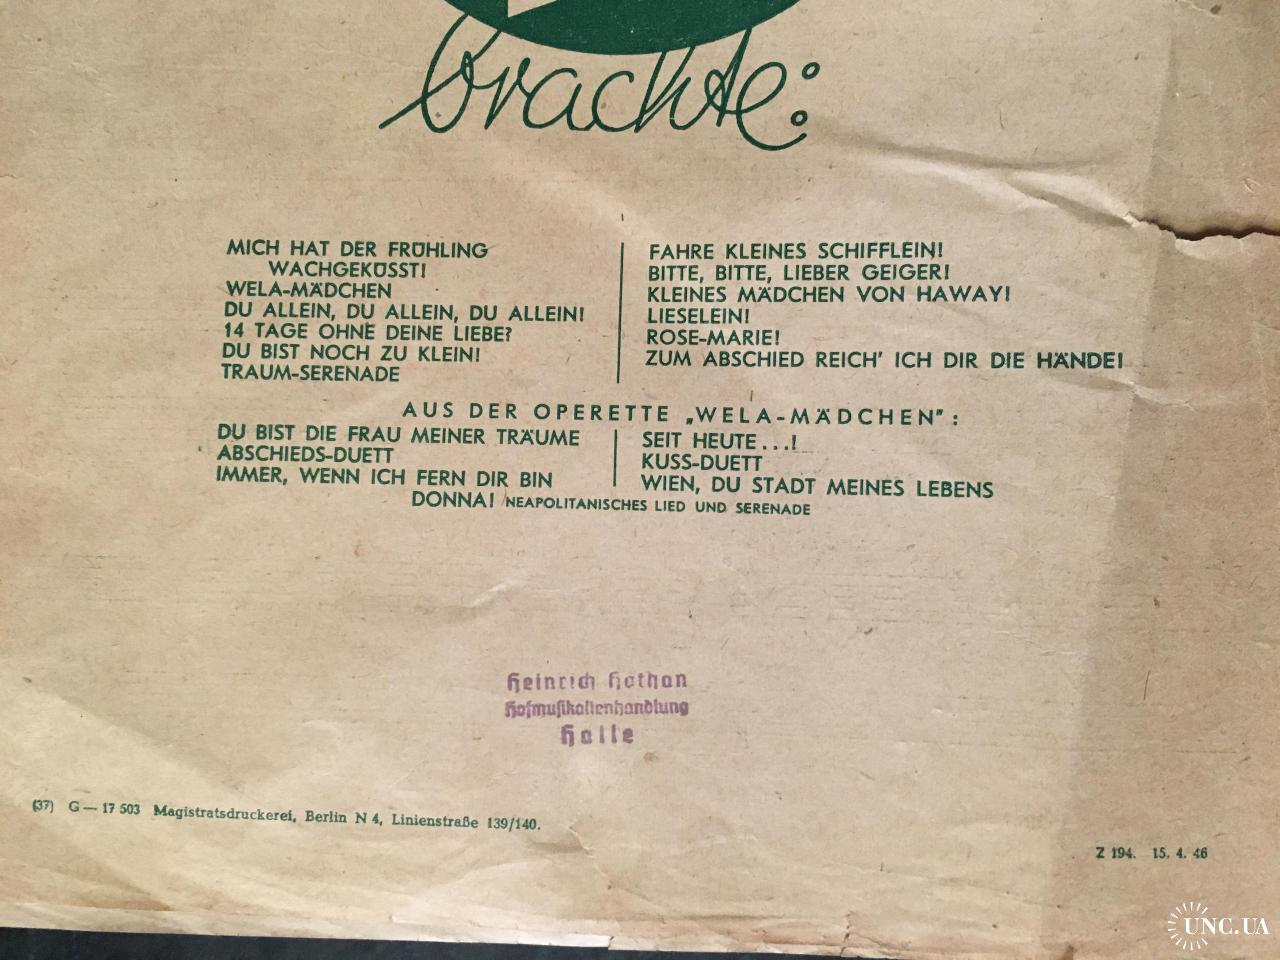 brachte:
MICH HAT DER FRÜHLING
WACHGEKÜSST!
WELA-MÄDCHEN
DU ALLEIN, DU ALLEIN, DU ALLEIN!
14 TAGE OHNE DEINE LIEBE?
DU BIST NOCH ZU KLEIN!
TRAUM-SERENADE
FAHRE KLEINES SCHIFFLEIN!
BITTE, BITTE, LIEBER GEIGER!
KLEINES MÄDCHEN VON HAWAY!
LIESELEIN!
ROSE-MARIE!
ZUM ABSCHIED REICH' ICH DIR DIE HÄNDE!
AUS DER OPERETTE „WELA-MÄDCHEN":
DU BIST DIE FRAU MEINER TRÄUME
ABSCHIEDS-DUETT
IMMER, WENN ICH FERN DIR BIN
SEIT HEUTE...!
KUSS-DUETT
WIEN, DU STADT MEINES LEBENS
DONNA! NEAPOLITANISCHES LIED UND SERENADE
Heinrich Hothan
Hofmusikalienhandlung
Halle
(37) G — 17 503 Magistratsdruckerei, Berlin N 4, Linienstraße 139/140.
Z 194. 15. 4. 46
UNC.UA